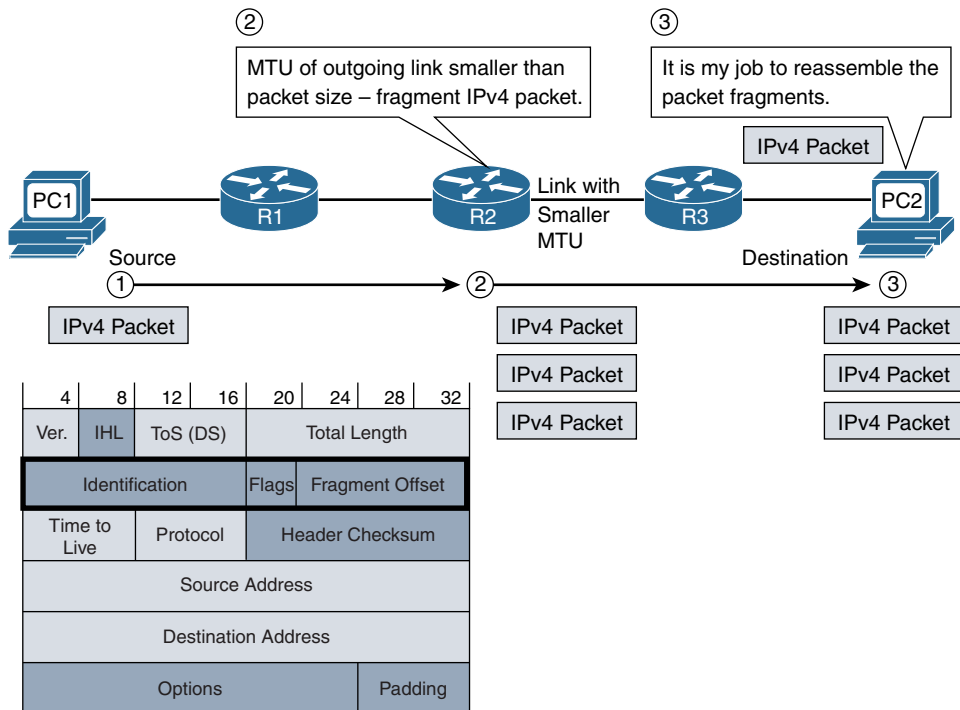 ②
③
MTU of outgoing link smaller than
packet size – fragment IPv4 packet.
It is my job to reassemble the
packet fragments.
IPv4 Packet
PC1
R1
R2
Link with
Smaller
MTU
R3
PC2
Source
Destination
①
②
③
IPv4 Packet
IPv4 Packet
IPv4 Packet
IPv4 Packet
IPv4 Packet
IPv4 Packet
IPv4 Packet
4 8 12 16 20 24 28 32
Ver. IHL ToS (DS) Total Length
Identification Flags Fragment Offset
Time to
Live
Protocol Header Checksum
Source Address
Destination Address
Options Padding